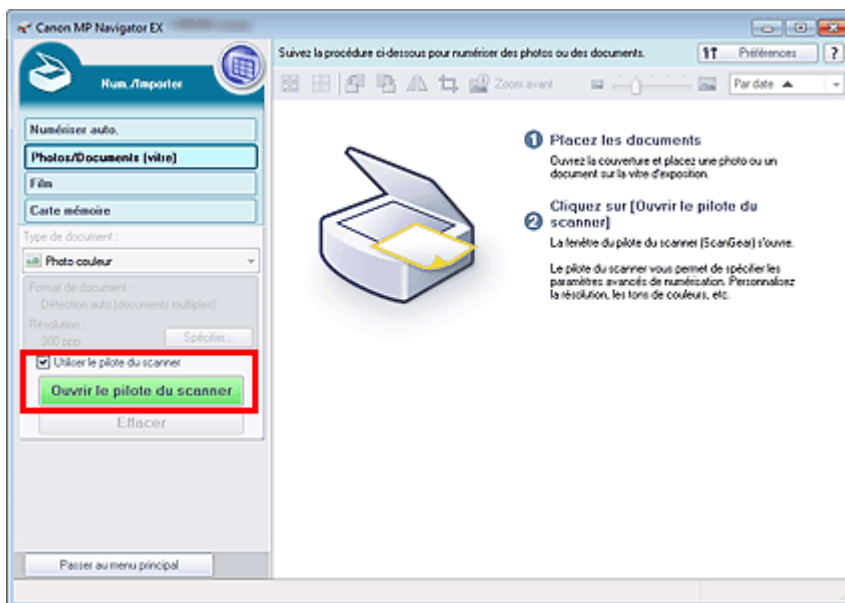 Canon MP Navigator EX
Num./Importer
Numériser auto.
Photos/Documents (vitre)
Film
Carte mémoire
Type de document :
Photo couleur
Format de document :
Détection auto (documents multiples)
Résolution :
300 ppp
Spécifier...
Utiliser le pilote du scanner
Ouvrir le pilote du scanner
Effacer
Passer au menu principal
Suivez la procédure ci-dessous pour numériser des photos ou des documents.
Préférences
?
Zoom avant
Par date
1 Placez les documents
Ouvrez la couverture et placez une photo ou un
document sur la vitre d'exposition.
2 Cliquez sur [Ouvrir le pilote du
scanner]
La fenêtre du pilote du scanner (ScanGear) s'ouvre.
Le pilote du scanner vous permet de spécifier les
paramètres avancés de numérisation. Personnalisez
la résolution, les tons de couleurs, etc.